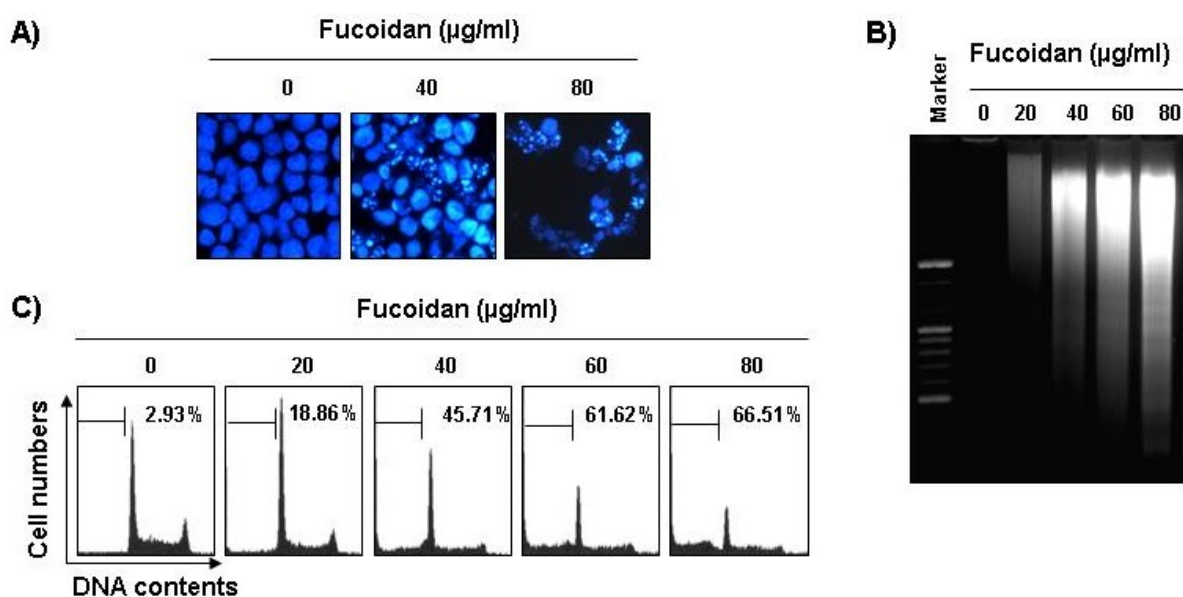 A)
Fucoidan (µg/ml)
0 40 80
B)
Marker
Fucoidan (µg/ml)
0 20 40 60 80
C)
Fucoidan (µg/ml)
0 20 40 60 80
Cell numbers
2.93% 18.86% 45.71% 61.62% 66.51%
DNA contents